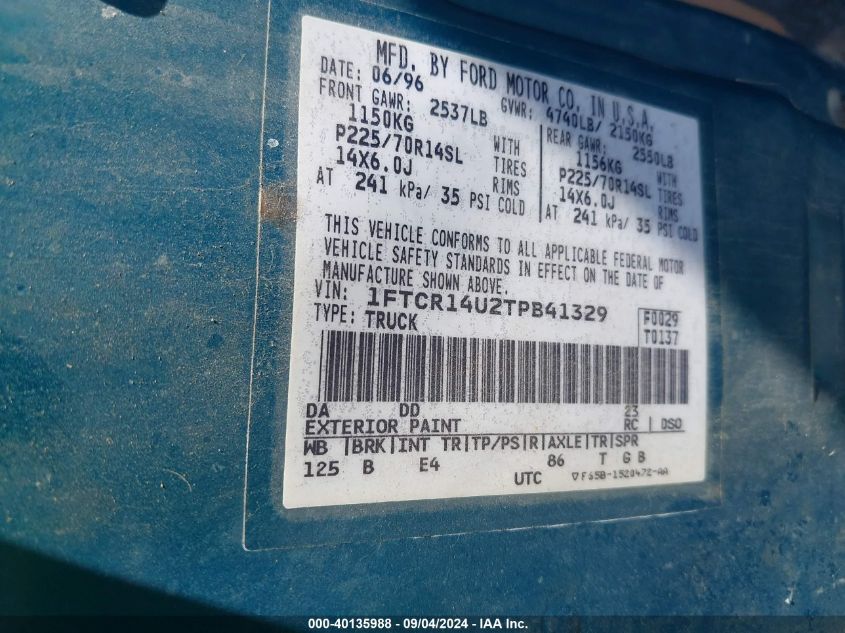 MFD. BY FORD MOTOR CO. IN U.S.A.
DATE: 06/96 GVWR: 4740LB/ 2150KG
FRONT GAWR: 2537LB REAR GAWR: 2550LB
1150KG WITH 1156KG WITH
P225/70R14SL TIRES P225/70R14SL TIRES
14X6.0J RIMS 14X6.0J RIMS
AT 241 kPa/ 35 PSI COLD AT 241 kPa/ 35 PSI COLD
THIS VEHICLE CONFORMS TO ALL APPLICABLE FEDERAL MOTOR
VEHICLE SAFETY STANDARDS IN EFFECT ON THE DATE OF
MANUFACTURE SHOWN ABOVE.
VIN: 1FTCR14U2TPB41329 F0029
TYPE: TRUCK T0137
DA DD 23
EXTERIOR PAINT RC | DSO
WB |BRK|INT TR|TP/PS|R|AXLE|TR|SPR
125 B E4 86 T G B
UTC ▽F65B-1520472-AA
000-40135988 - 09/04/2024 - IAA Inc.